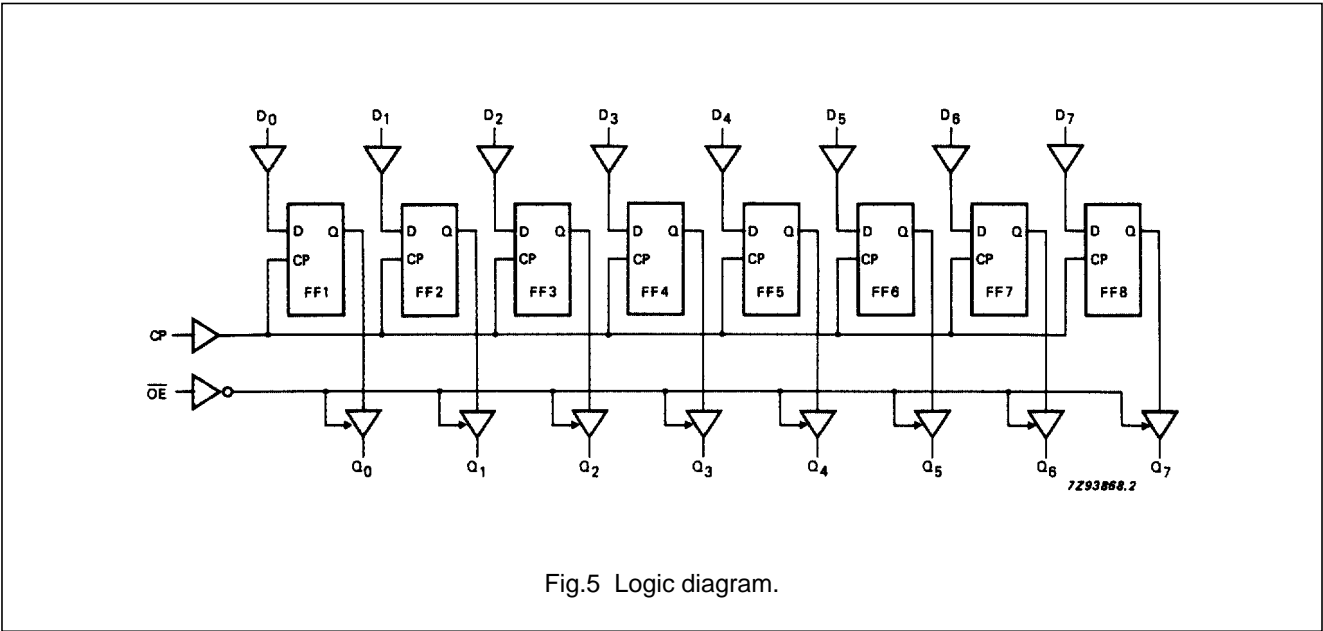 D0 D1 D2 D3 D4 D5 D6 D7
D Q D Q D Q D Q D Q D Q D Q D Q
CP CP CP CP CP CP CP CP
FF1 FF2 FF3 FF4 FF5 FF6 FF7 FF8
CP
OE
Q0 Q1 Q2 Q3 Q4 Q5 Q6 Q7
7Z93868.2
Fig.5 Logic diagram.